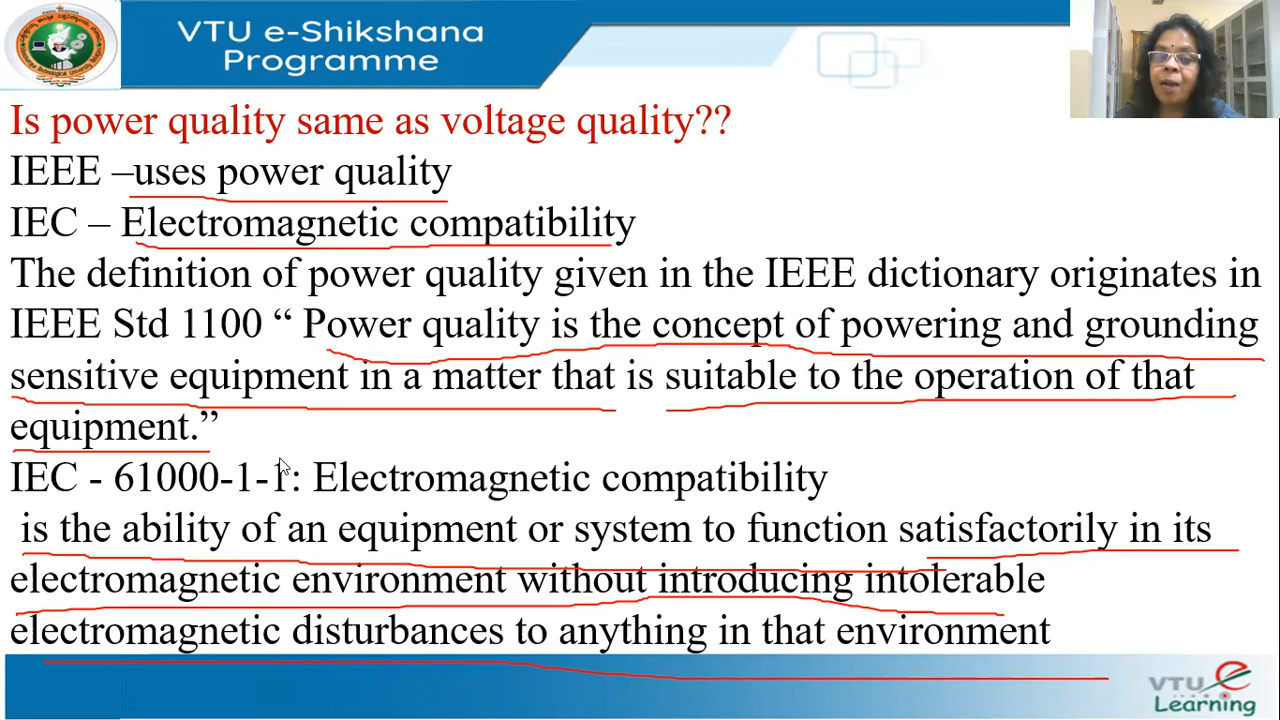 VTU e-Shikshana
Programme
Is power quality same as voltage quality??
IEEE –uses power quality
IEC – Electromagnetic compatibility
The definition of power quality given in the IEEE dictionary originates in
IEEE Std 1100 “ Power quality is the concept of powering and grounding
sensitive equipment in a matter that is suitable to the operation of that
equipment.”
IEC - 61000-1-1: Electromagnetic compatibility
is the ability of an equipment or system to function satisfactorily in its
electromagnetic environment without introducing intolerable
electromagnetic disturbances to anything in that environment
VTU e
Learning